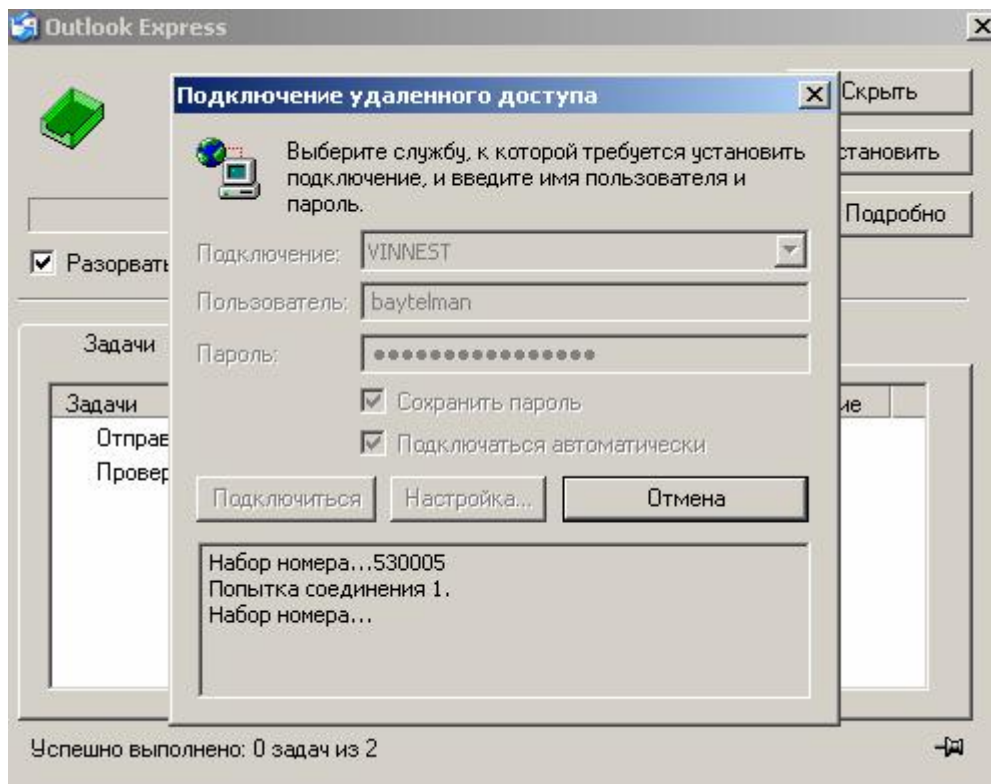 Outlook Express
Подключение удаленного доступа
Скрыть
Выберите службу, к которой требуется установить
подключение, и введите имя пользователя и
пароль.
становить
Подробно
Подключение: VINNEST
Разорвать
Пользователь: baytelman
Задачи
Пароль: ●●●●●●●●●●●●●●●●
Сохранить пароль
Задачи
ие
Отправ
Подключаться автоматически
Провер
Подключиться Настройка... Отмена
Набор номера...530005
Попытка соединения 1.
Набор номера...
Успешно выполнено: 0 задач из 2